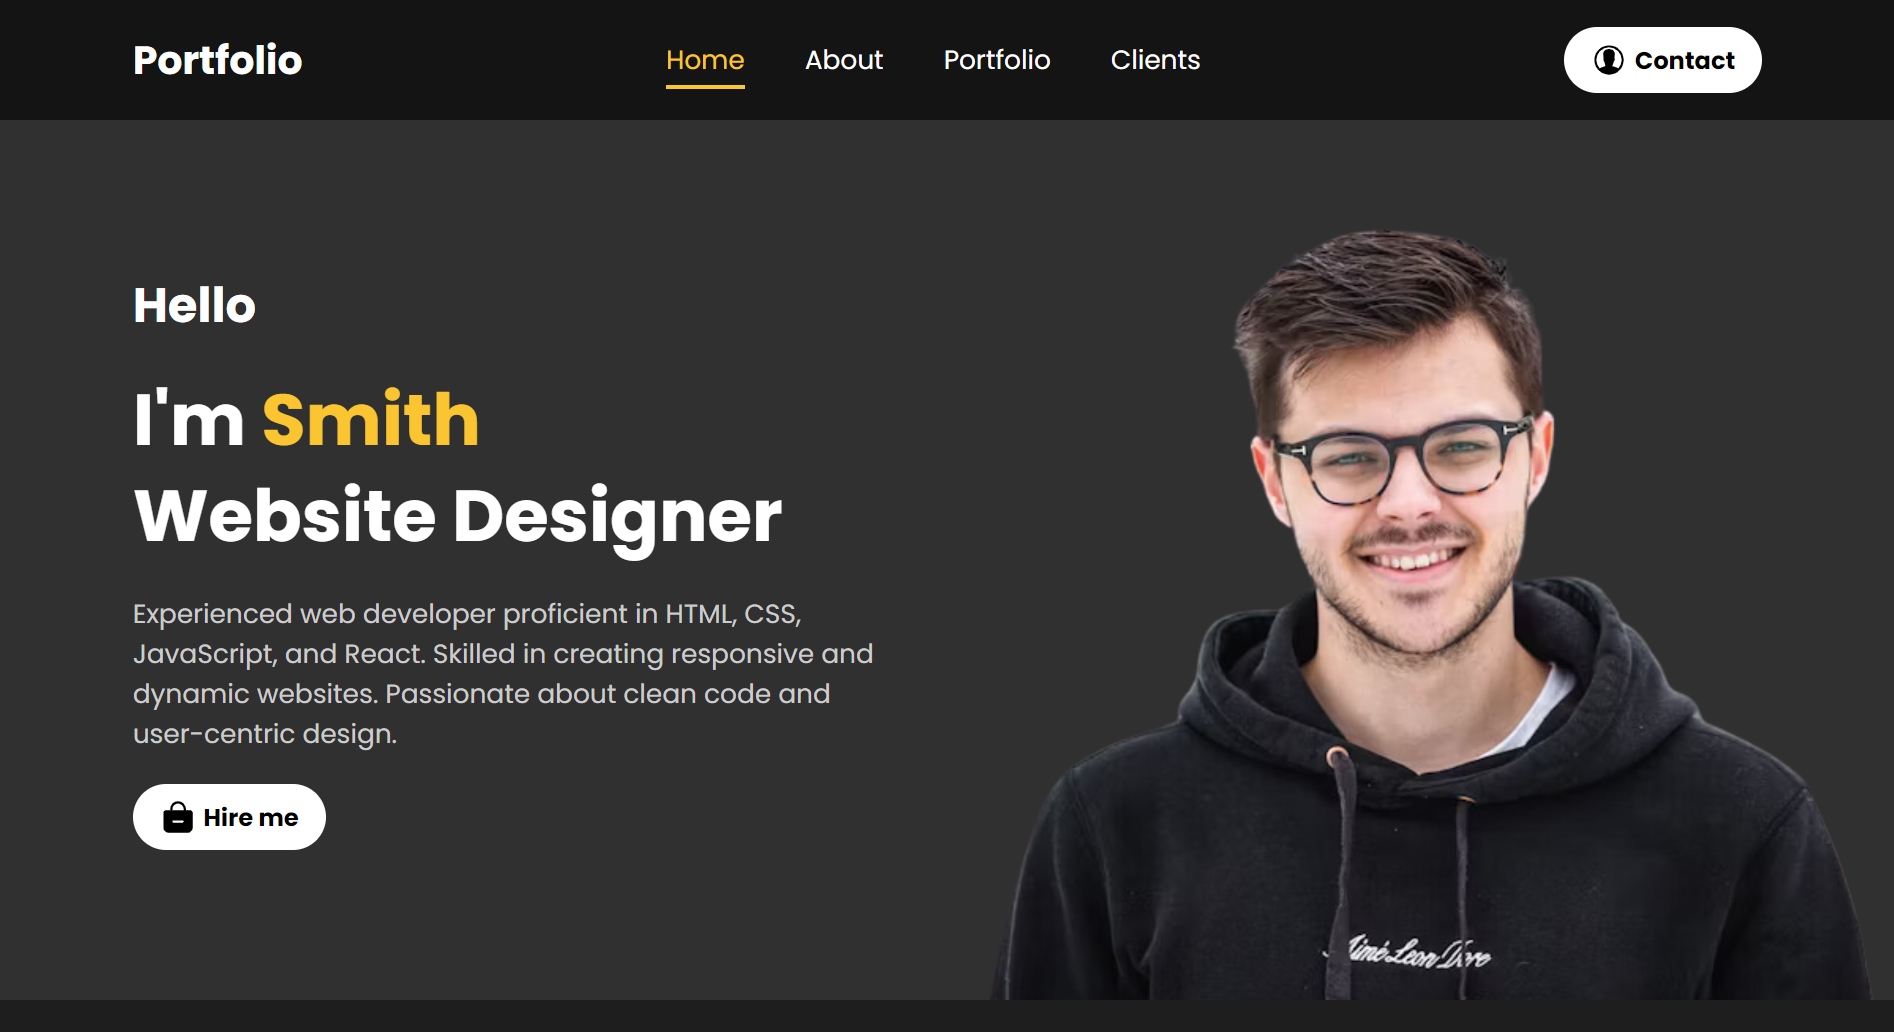 Portfolio
Home About Portfolio Clients
Contact
Hello
I'm Smith
Website Designer
Experienced web developer proficient in HTML, CSS,
JavaScript, and React. Skilled in creating responsive and
dynamic websites. Passionate about clean code and
user-centric design.
Hire me
Aimé Leon Dore